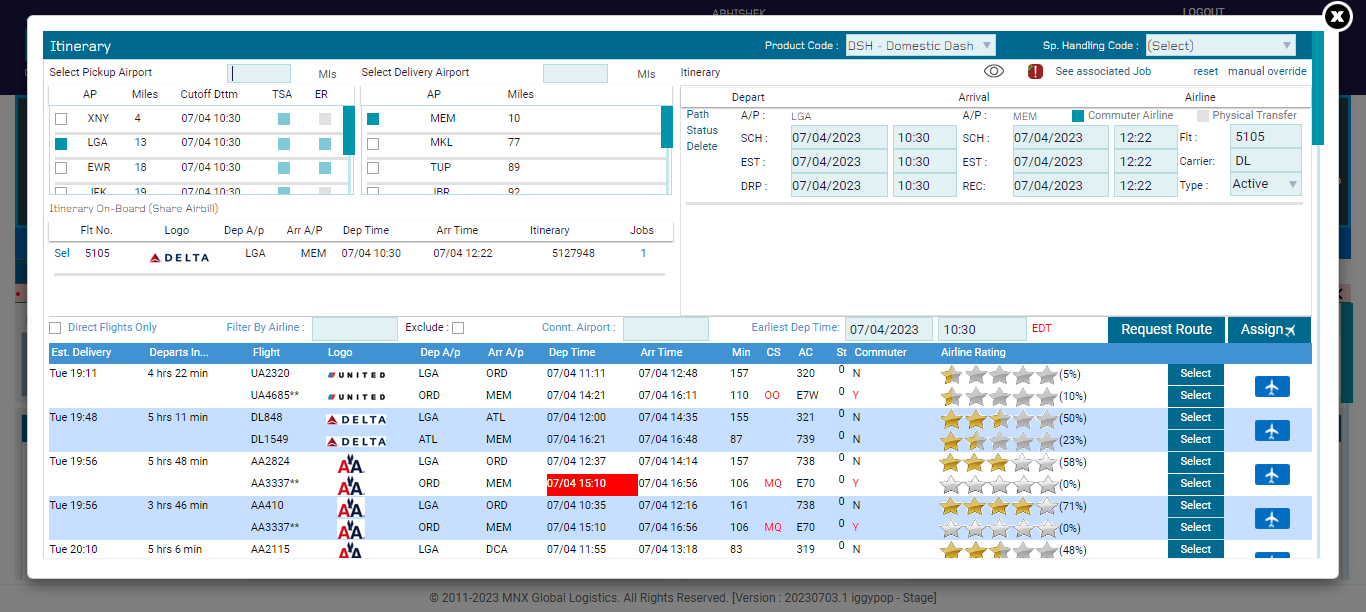 ABHISHEK LOGOUT
Itinerary Product Code : DSH - Domestic Dash Sp. Handling Code : (Select)
Select Pickup Airport Mls Select Delivery Airport Mls Itinerary See associated Job reset manual override
AP Miles Cutoff Dttm TSA ER
XNY 4 07/04 10:30
LGA 13 07/04 10:30
EWR 18 07/04 10:30
JFK 19 07/04 10:30
AP Miles
MEM 10
MKL 77
TUP 89
JBR 92
Depart Arrival Airline
Path A/P : LGA A/P : MEM Commuter Airline Physical Transfer
Status SCH : 07/04/2023 10:30 SCH : 07/04/2023 12:22 Flt : 5105
Delete EST : 07/04/2023 10:30 EST : 07/04/2023 12:22 Carrier: DL
DRP : 07/04/2023 10:30 REC: 07/04/2023 12:22 Type : Active
Itinerary On-Board (Share Airbill)
Flt No. Logo Dep A/p Arr A/P Dep Time Arr Time Itinerary Jobs
Sel 5105 DELTA LGA MEM 07/04 10:30 07/04 12:22 5127948 1
Direct Flights Only Filter By Airline : Exclude : Connt. Airport : Earliest Dep Time: 07/04/2023 10:30 EDT Request Route Assign
Est. Delivery Departs In... Flight Logo Dep A/p Arr A/p Dep Time Arr Time Min CS AC St Commuter Airline Rating
Tue 19:11 4 hrs 22 min UA2320 UNITED LGA ORD 07/04 11:11 07/04 12:48 157 320 0 N (5%) Select
UA4685** UNITED ORD MEM 07/04 14:21 07/04 16:11 110 OO E7W 0 Y (10%) Select
Tue 19:48 5 hrs 11 min DL848 DELTA LGA ATL 07/04 12:00 07/04 14:35 155 321 0 N (50%) Select
DL1549 DELTA ATL MEM 07/04 16:21 07/04 16:48 87 739 0 N (23%) Select
Tue 19:56 5 hrs 48 min AA2824 AA LGA ORD 07/04 12:37 07/04 14:14 157 738 0 N (58%) Select
AA3337** AA ORD MEM 07/04 15:10 07/04 16:56 106 MQ E70 0 Y (0%) Select
Tue 19:56 3 hrs 46 min AA410 AA LGA ORD 07/04 10:35 07/04 12:16 161 738 0 N (71%) Select
AA3337** AA ORD MEM 07/04 15:10 07/04 16:56 106 MQ E70 0 Y (0%) Select
Tue 20:10 5 hrs 6 min AA2115 AA LGA DCA 07/04 11:55 07/04 13:18 83 319 0 N (48%) Select
© 2011-2023 MNX Global Logistics. All Rights Reserved. [Version : 20230703.1 iggypop - Stage]